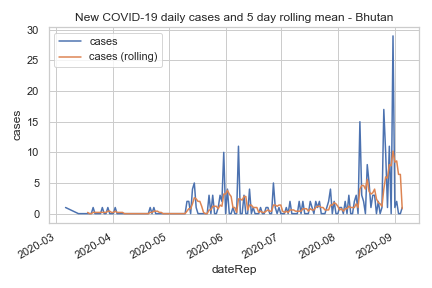 New COVID-19 daily cases and 5 day rolling mean - Bhutan
cases
cases (rolling)
30
25
20
15
10
5
0
cases
2020-03
2020-04
2020-05
2020-06
2020-07
2020-08
2020-09
dateRep